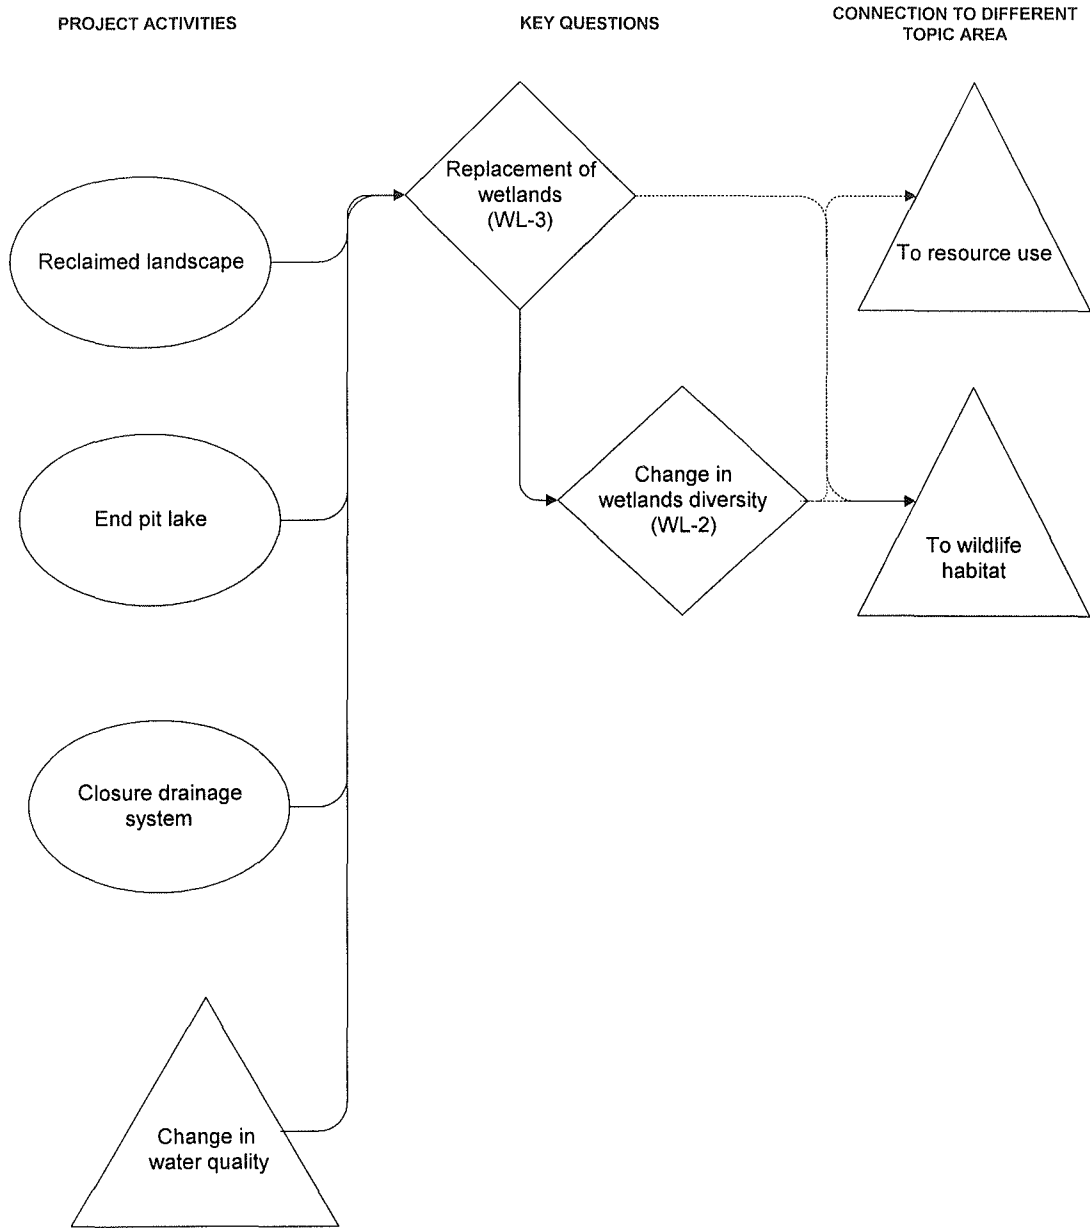 PROJECT ACTIVITIES
KEY QUESTIONS
CONNECTION TO DIFFERENT
TOPIC AREA
Replacement of
wetlands
(WL-3)
Reclaimed landscape
To resource use
End pit lake
Change in
wetlands diversity
(WL-2)
To wildlife
habitat
Closure drainage
system
Change in
water quality